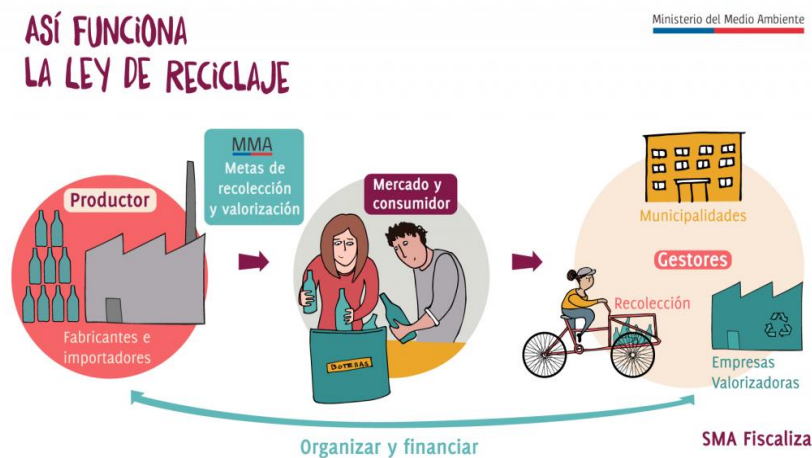 ASÍ FUNCIONA
LA LEY DE RECICLAJE
Ministerio del Medio Ambiente
MMA
Metas de
recolección
y valorización
Productor
Fabricantes e
importadores
Mercado y
consumidor
BOTELLAS
Municipalidades
Gestores
Recolección
Empresas
Valorizadoras
Organizar y financiar
SMA Fiscaliza